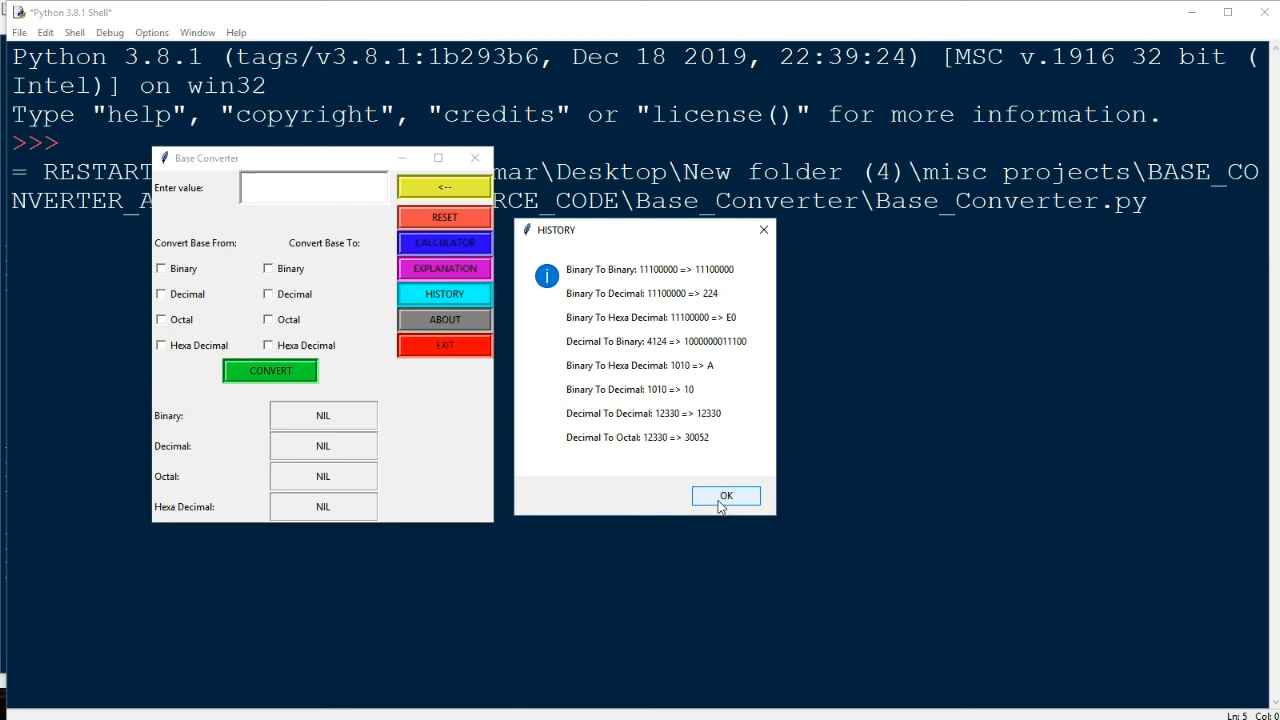 *Python 3.8.1 Shell*
File Edit Shell Debug Options Window Help
Python 3.8.1 (tags/v3.8.1:1b293b6, Dec 18 2019, 22:39:24) [MSC v.1916 32 bit (
Intel)] on win32
Type "help", "copyright", "credits" or "license()" for more information.
>>>
= RESTART mar\Desktop\New folder (4)\misc projects\BASE_CO
NVERTER_A RCE_CODE\Base_Converter\Base_Converter.py
Base Converter
Enter value:
<--
RESET
Convert Base From: Convert Base To:
CALCULATOR
Binary Binary
EXPLANATION
Decimal Decimal
HISTORY
Octal Octal
ABOUT
Hexa Decimal Hexa Decimal
EXIT
CONVERT
Binary: NIL
Decimal: NIL
Octal: NIL
Hexa Decimal: NIL
HISTORY
Binary To Binary: 11100000 => 11100000
Binary To Decimal: 11100000 => 224
Binary To Hexa Decimal: 11100000 => E0
Decimal To Binary: 4124 => 1000000011100
Binary To Hexa Decimal: 1010 => A
Binary To Decimal: 1010 => 10
Decimal To Decimal: 12330 => 12330
Decimal To Octal: 12330 => 30052
OK
Ln: 5 Col: 0